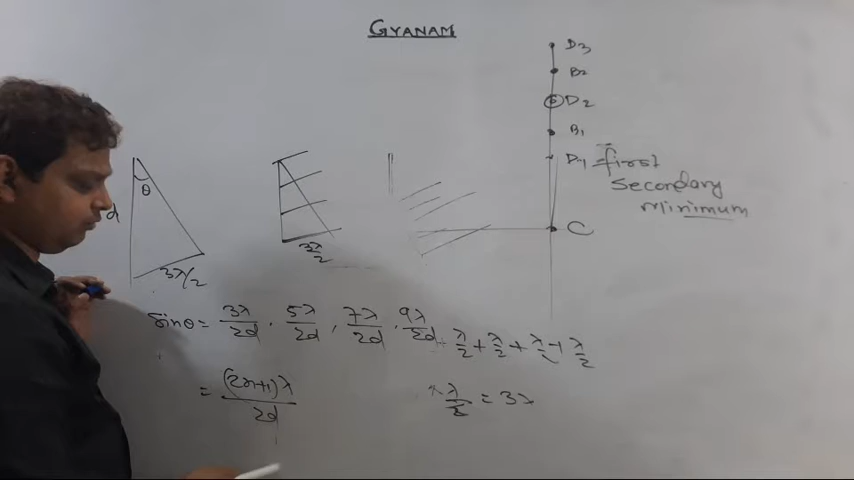 GYANAM
D3
B2
D2
B1
D1 = first
secondary
minimum
C
θ
d
3λ/2
3λ/2
sinθ = 3λ/2d, 5λ/2d, 7λ/2d, 9λ/2d
λ/2 + λ/2 + λ/2 + λ/2
= (2n+1)λ/2d
λ/2 = 3λ